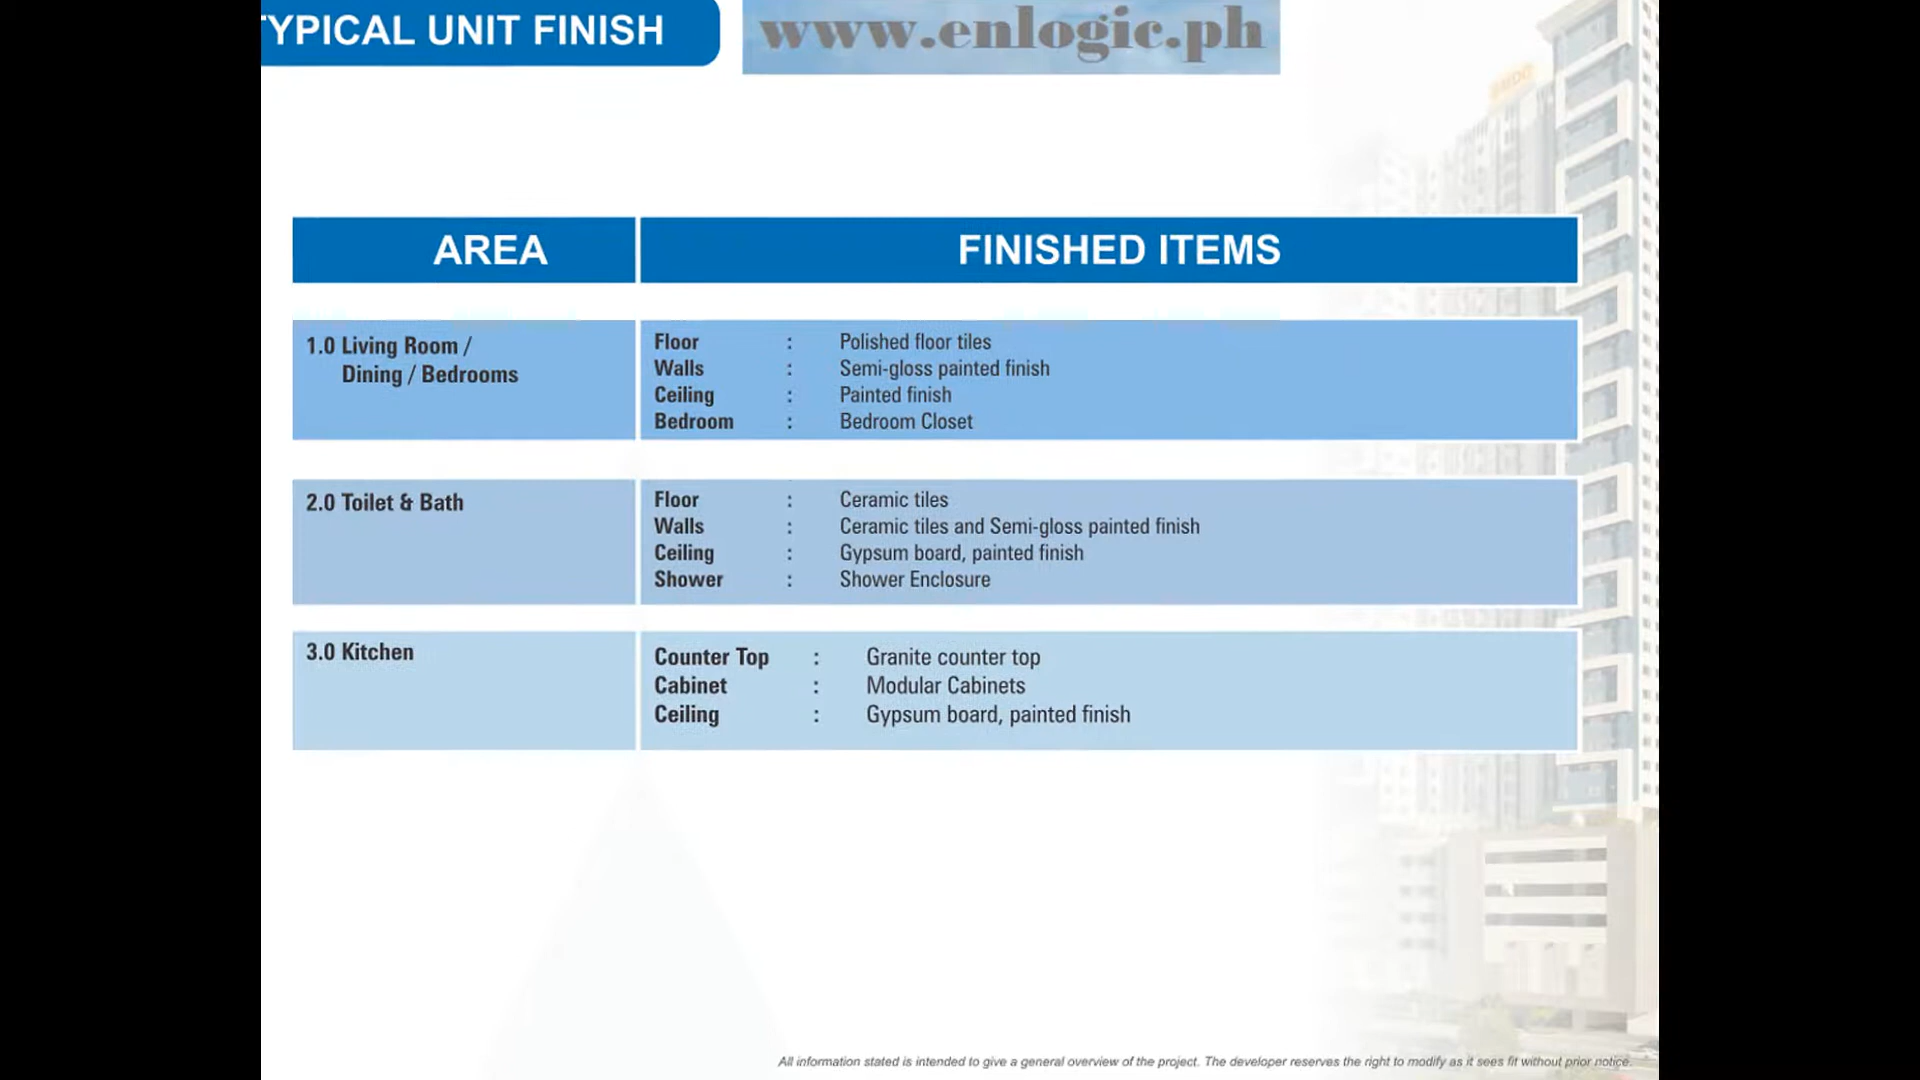 TYPICAL UNIT FINISH
www.enlogic.ph
AREA
FINISHED ITEMS
1.0 Living Room /
Dining / Bedrooms
Floor : Polished floor tiles
Walls : Semi-gloss painted finish
Ceiling : Painted finish
Bedroom : Bedroom Closet
2.0 Toilet & Bath
Floor : Ceramic tiles
Walls : Ceramic tiles and Semi-gloss painted finish
Ceiling : Gypsum board, painted finish
Shower : Shower Enclosure
3.0 Kitchen
Counter Top : Granite counter top
Cabinet : Modular Cabinets
Ceiling : Gypsum board, painted finish
All information stated is intended to give a general overview of the project. The developer reserves the right to modify as it sees fit without prior notice.